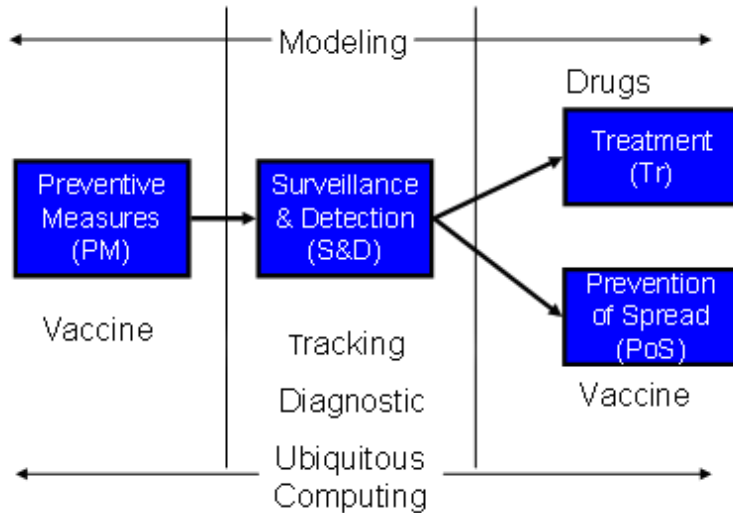 Modeling
Drugs
Treatment
(Tr)
Preventive
Measures
(PM)
Surveillance
& Detection
(S&D)
Prevention
of Spread
(PoS)
Vaccine
Tracking
Diagnostic
Vaccine
Ubiquitous
Computing